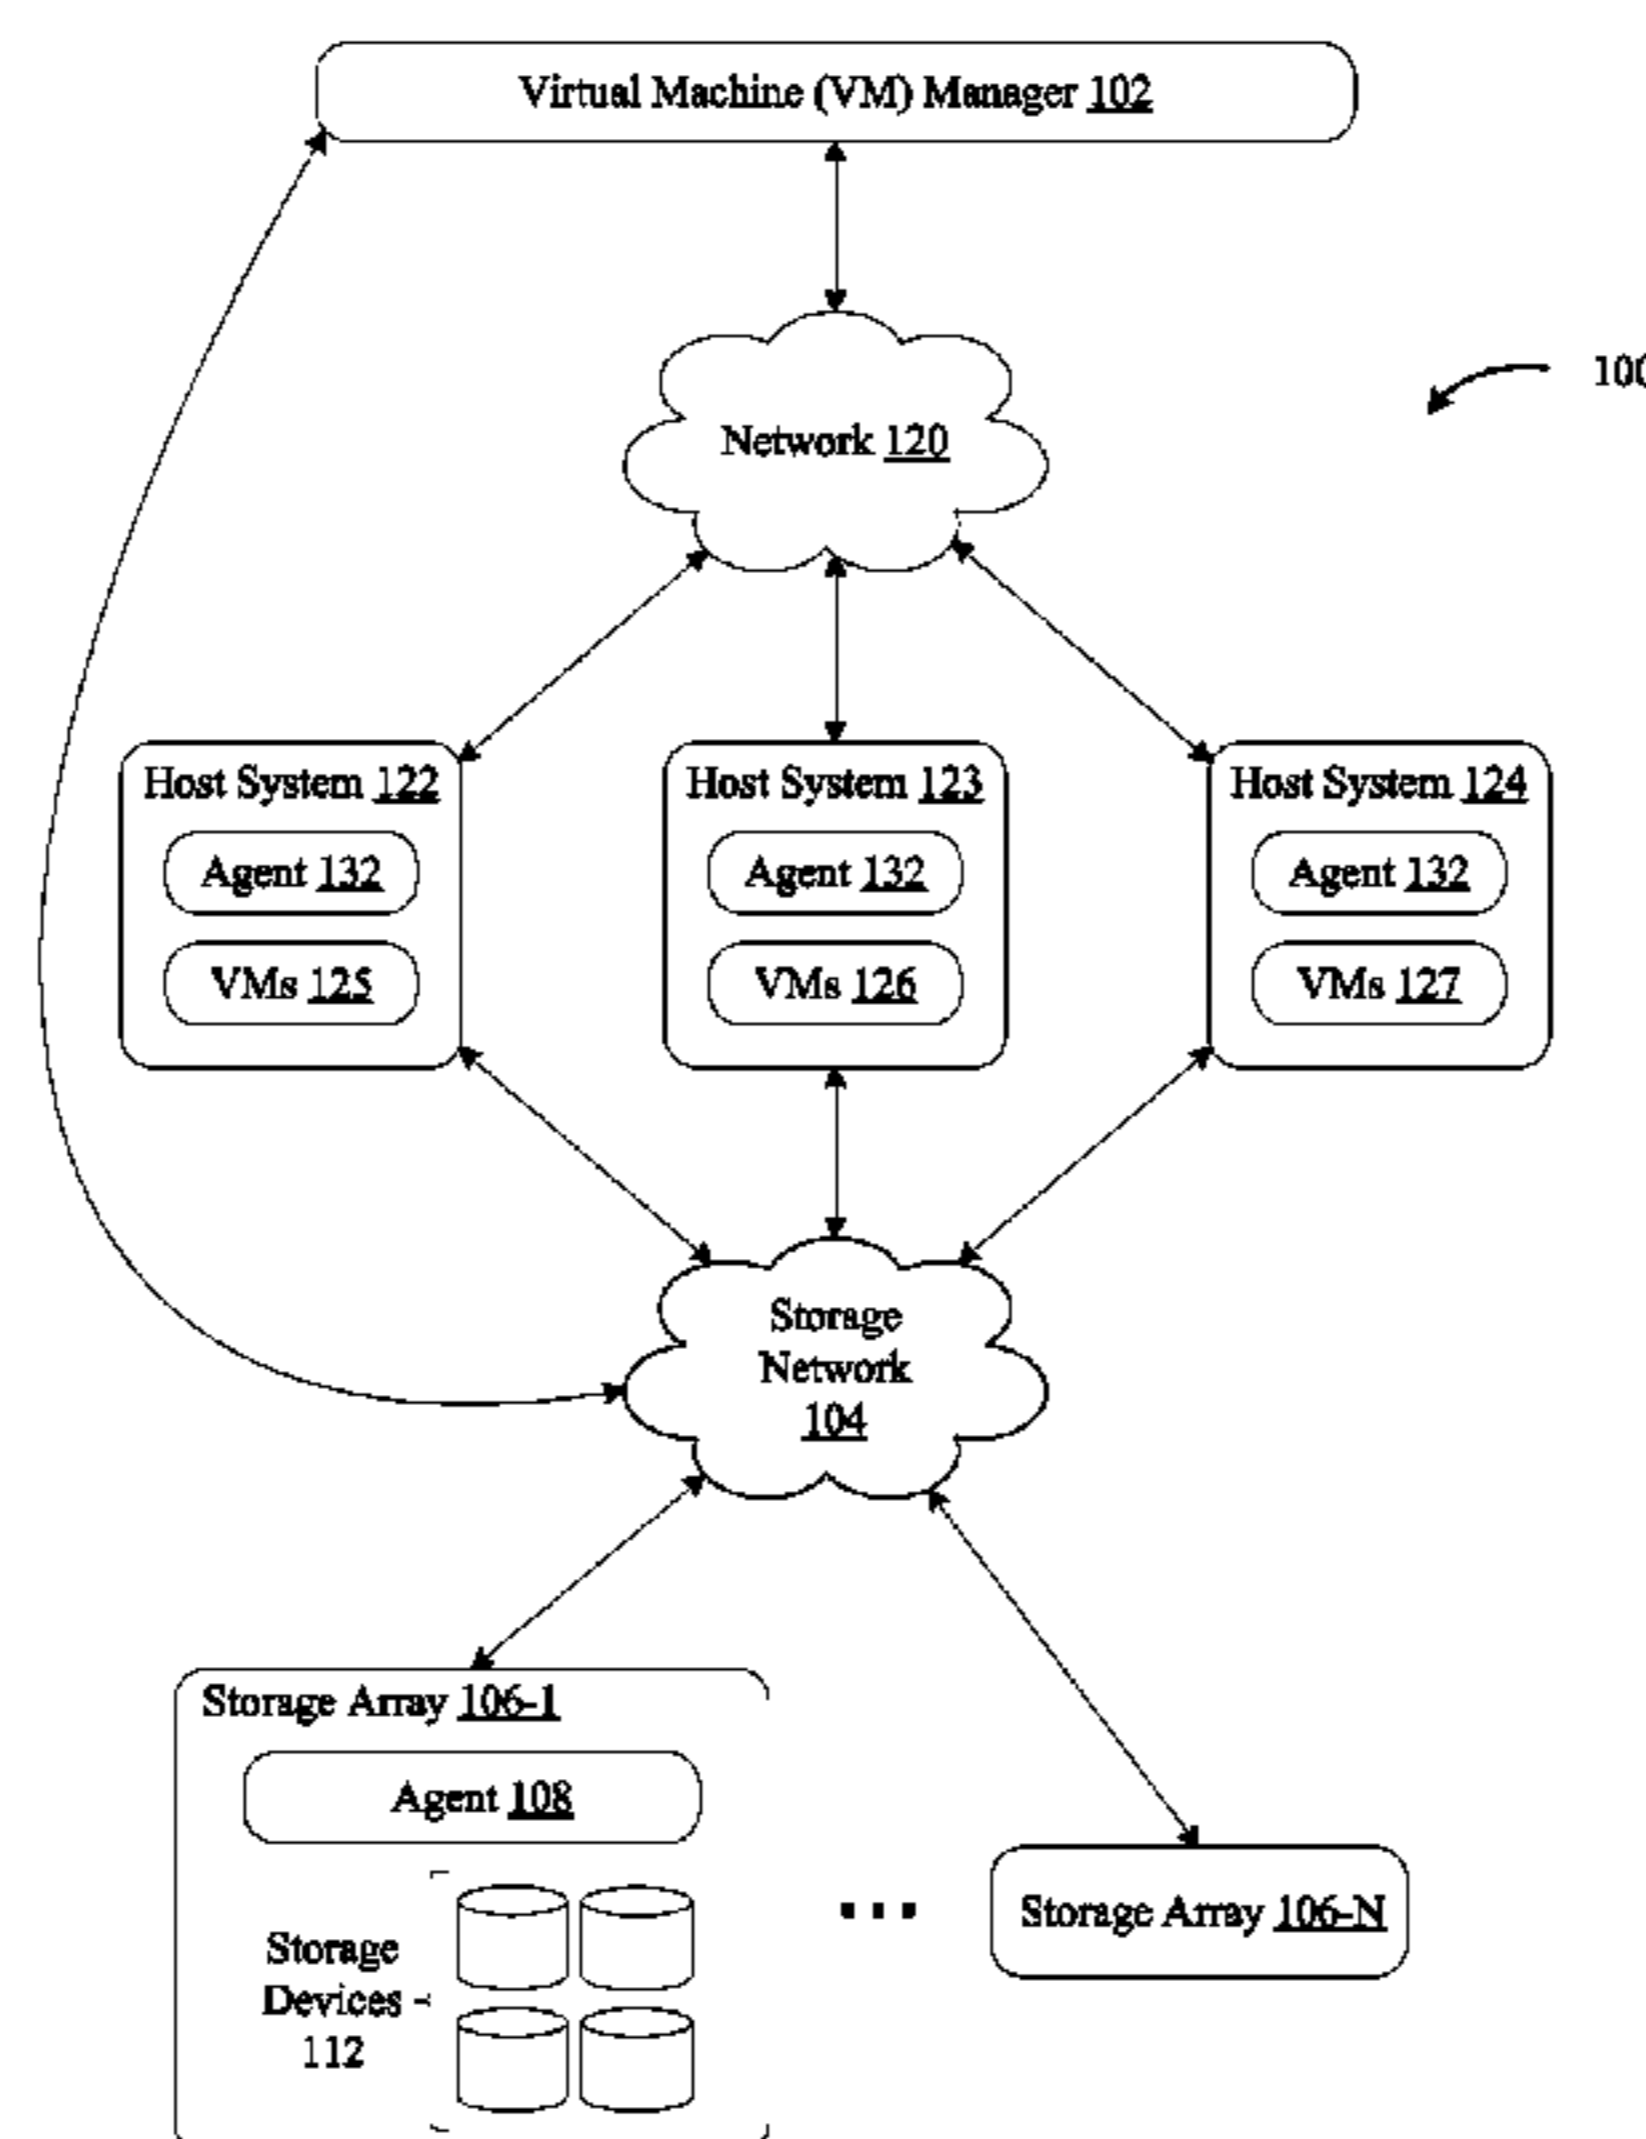 Virtual Machine (VM) Manager 102
100
Network 120
Host System 122
Agent 132
VMs 125
Host System 123
Agent 132
VMs 126
Host System 124
Agent 132
VMs 127
Storage
Network
104
Storage Array 106-1
Agent 108
Storage
Devices
112
...
Storage Array 106-N